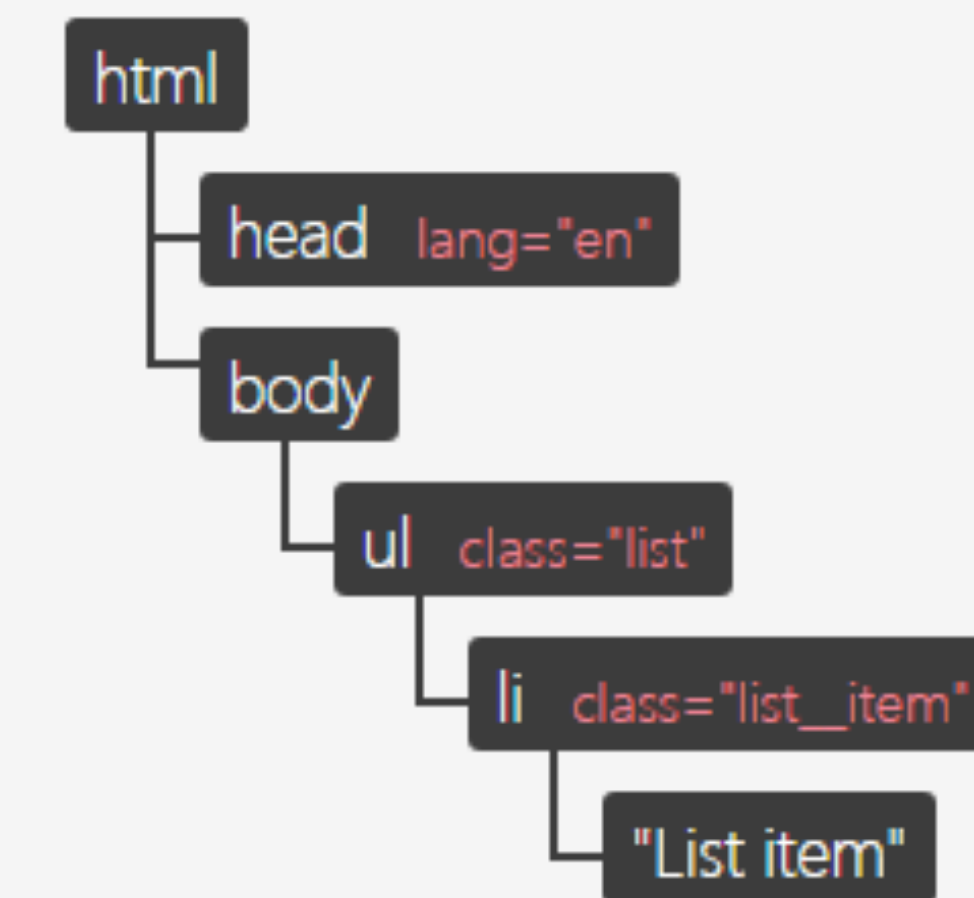 html
head lang="en"
body
ul class="list"
li class="list__item"
"List item"